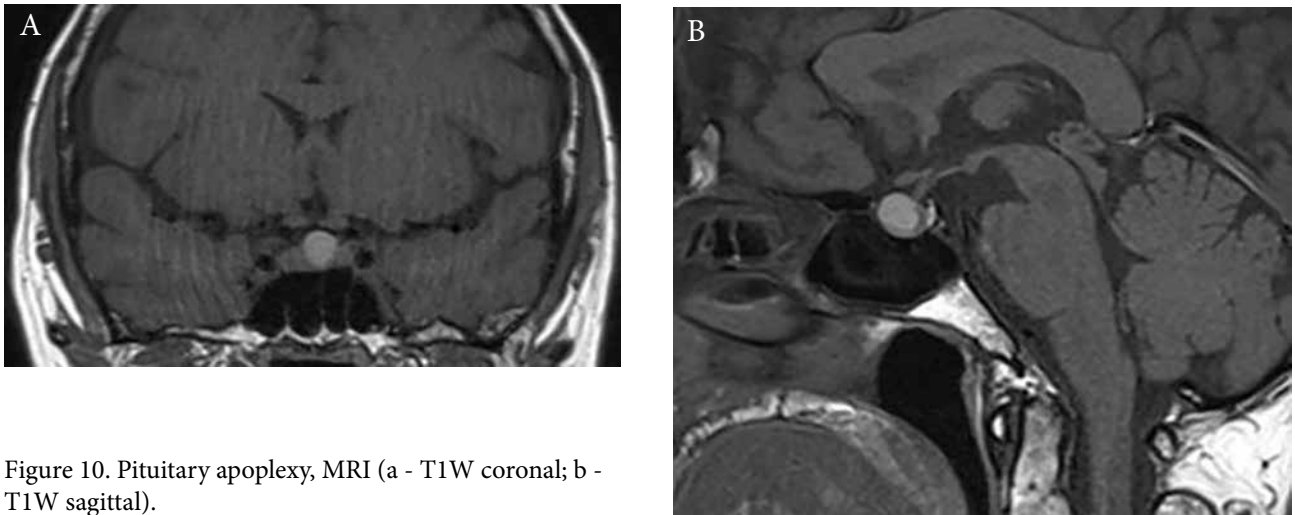 A
B
Figure 10. Pituitary apoplexy, MRI (a - T1W coronal; b -
T1W sagittal).